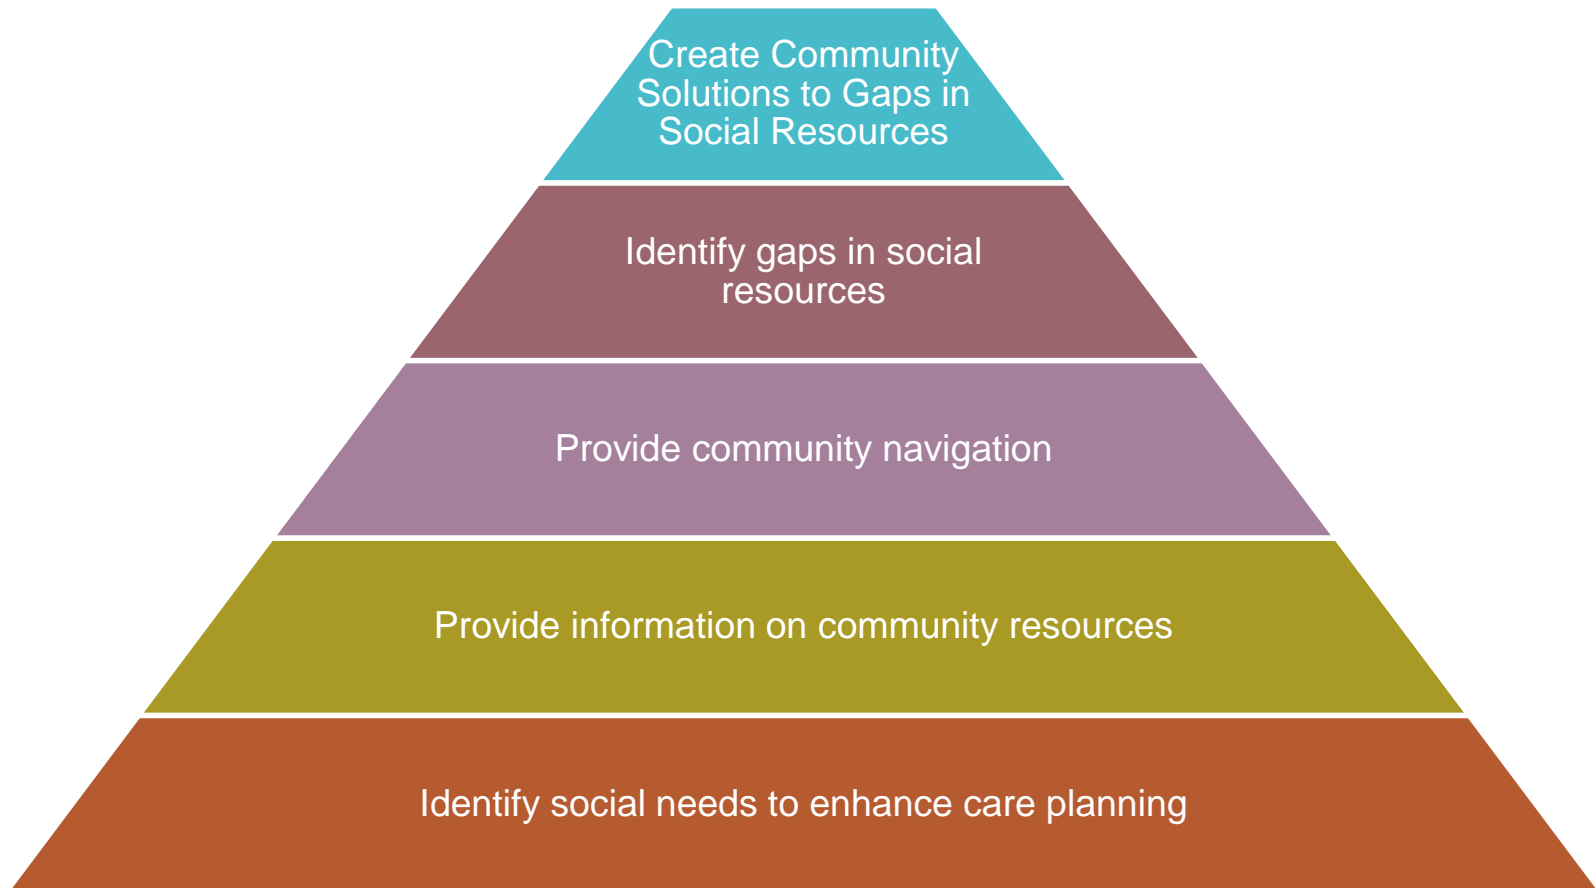 Create Community
Solutions to Gaps in
Social Resources
Identify gaps in social
resources
Provide community navigation
Provide information on community resources
Identify social needs to enhance care planning